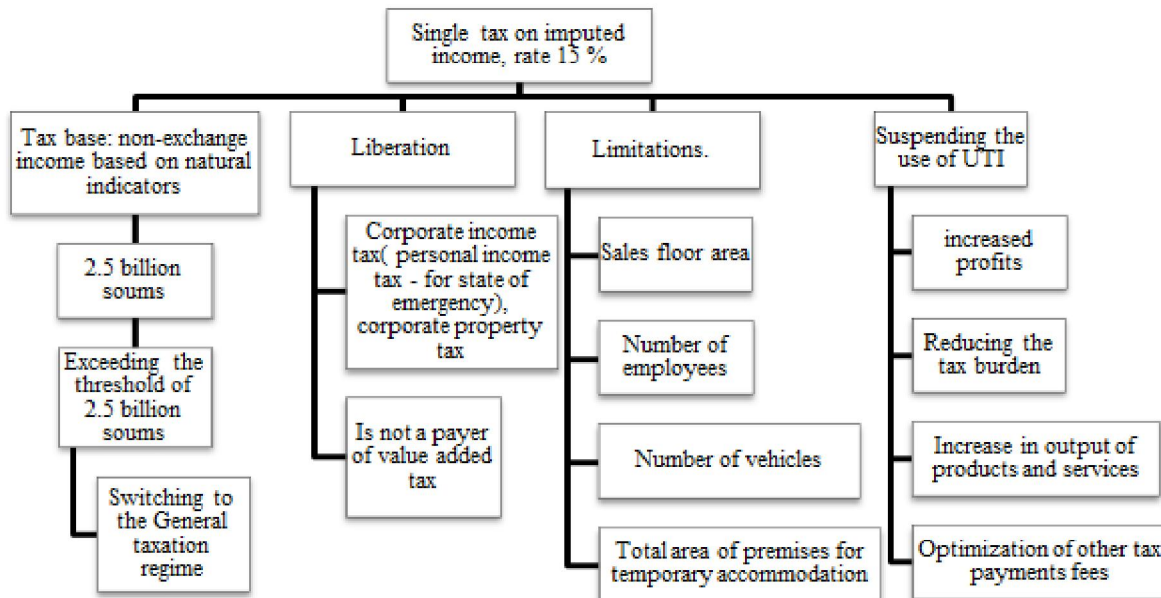 Single tax on imputed
income, rate 15 %
Tax base: non-exchange
income based on natural
indicators
2.5 billion
soums
Exceeding the
threshold of
2.5 billion
soums
Switching to
the General
taxation
regime
Liberation
Corporate income
tax( personal income
tax - for state of
emergency),
corporate property
tax
Is not a payer
of value added
tax
Limitations.
Sales floor area
Number of
employees
Number of vehicles
Total area of premises for
temporary accommodation
Suspending the
use of UTI
increased
profits
Reducing the
tax burden
Increase in output of
products and services
Optimization of other tax
payments fees